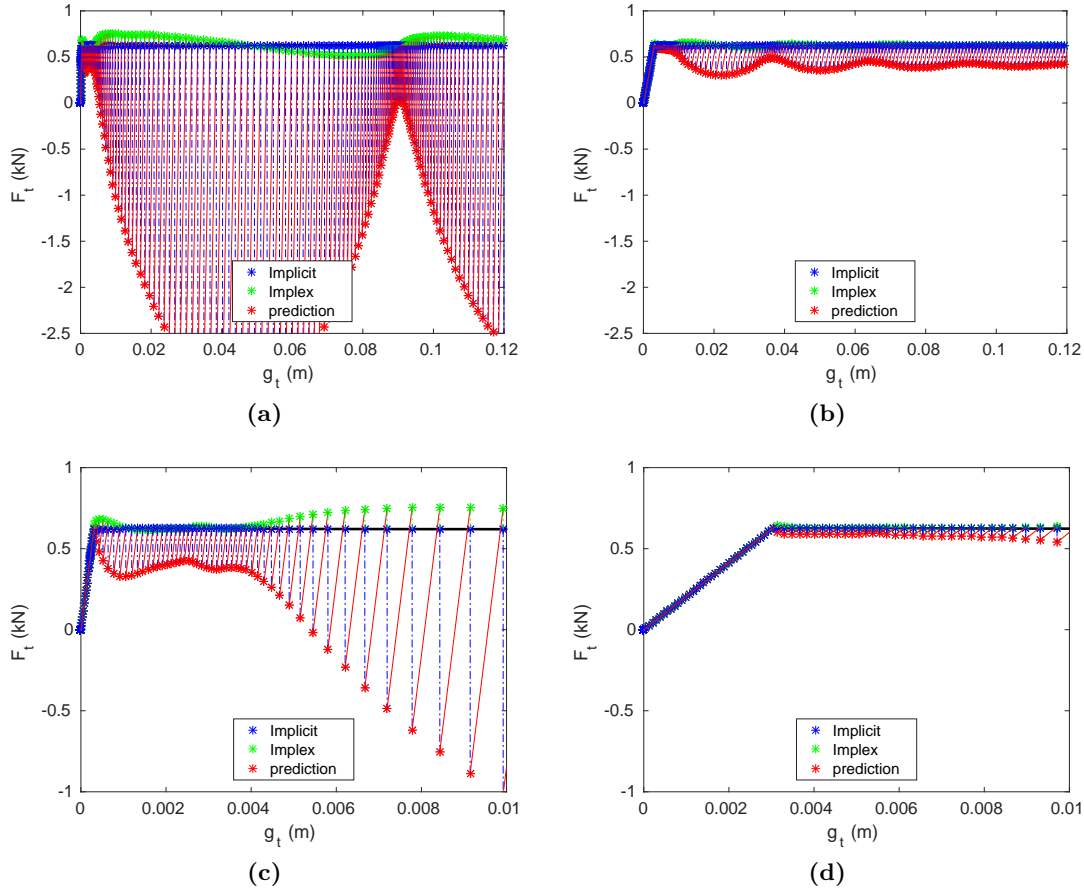 1
0.5
0
-0.5
-1
-1.5
-2
-2.5
F_t (kN)
0
0.02
0.04
0.06
0.08
0.1
0.12
g_t (m)
Implicit
Implex
prediction
(a)
1
0.5
0
-0.5
-1
-1.5
-2
-2.5
F_t (kN)
0
0.02
0.04
0.06
0.08
0.1
0.12
g_t (m)
Implicit
Implex
prediction
(b)
1
0.5
0
-0.5
-1
F_t (kN)
0
0.002
0.004
0.006
0.008
0.01
g_t (m)
Implicit
Implex
prediction
(c)
1
0.5
0
-0.5
-1
F_t (kN)
0
0.002
0.004
0.006
0.008
0.01
g_t (m)
Implicit
Implex
prediction
(d)